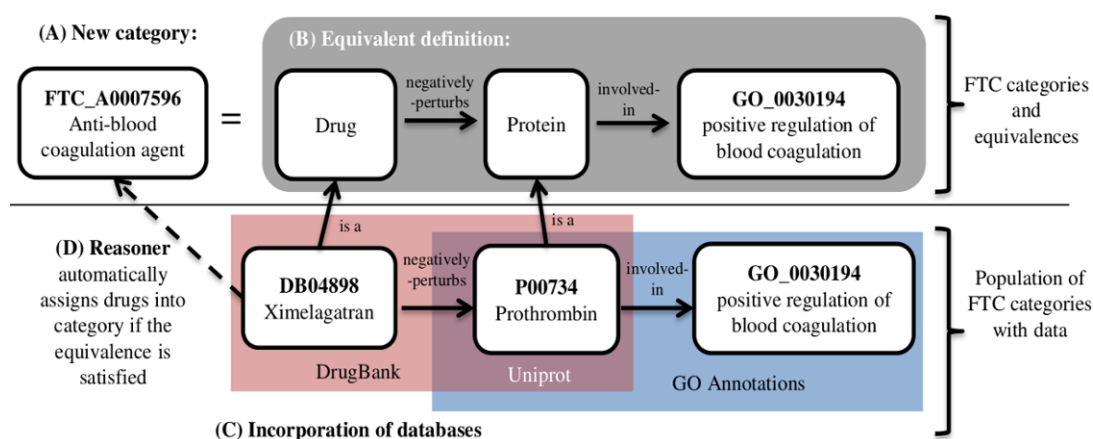 (A) New category:
(B) Equivalent definition:
FTC_A0007596
Anti-blood
coagulation agent
=
Drug
negatively
-perturbs
Protein
involved-
in
GO_0030194
positive regulation of
blood coagulation
FTC categories
and
equivalences
is a
is a
(D) Reasoner
automatically
assigns drugs into
category if the
equivalence is
satisfied
DB04898
Ximelagatran
negatively
-perturbs
P00734
Prothrombin
involved-
in
GO_0030194
positive regulation of
blood coagulation
Population of
FTC categories
with data
DrugBank
Uniprot
GO Annotations
(C) Incorporation of databases